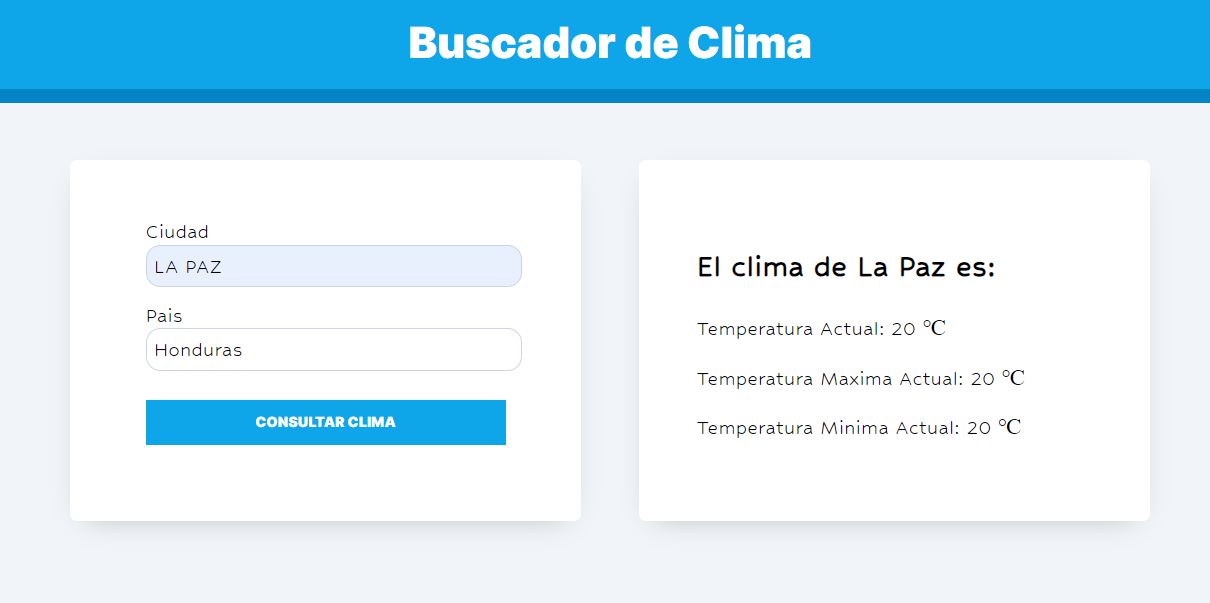 Buscador de Clima
Ciudad
LA PAZ
Pais
Honduras
CONSULTAR CLIMA
El clima de La Paz es:
Temperatura Actual: 20 ℃
Temperatura Maxima Actual: 20 ℃
Temperatura Minima Actual: 20 ℃